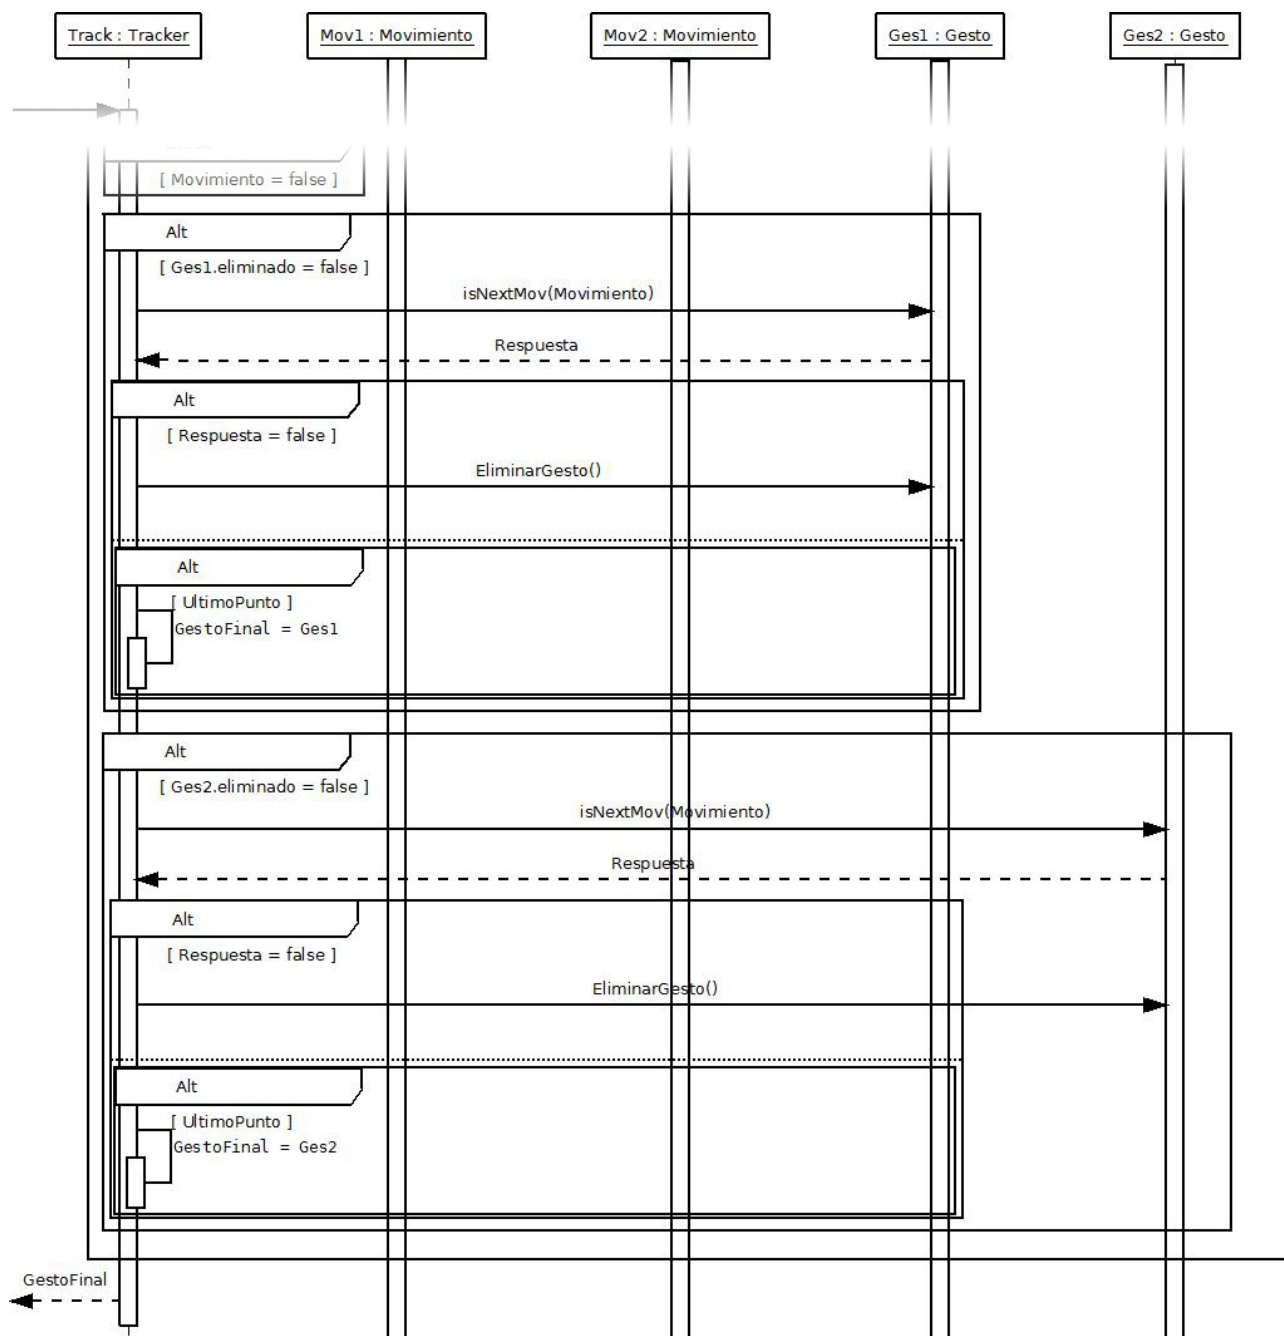 Track : Tracker
Mov1 : Movimiento
Mov2 : Movimiento
Ges1 : Gesto
Ges2 : Gesto
[ Movimiento = false ]
Alt
[ Ges1.eliminado = false ]
isNextMov(Movimiento)
Respuesta
Alt
[ Respuesta = false ]
EliminarGesto()
Alt
[ UltimoPunto ]
GestoFinal = Ges1
Alt
[ Ges2.eliminado = false ]
isNextMov(Movimiento)
Respuesta
Alt
[ Respuesta = false ]
EliminarGesto()
Alt
[ UltimoPunto ]
GestoFinal = Ges2
GestoFinal